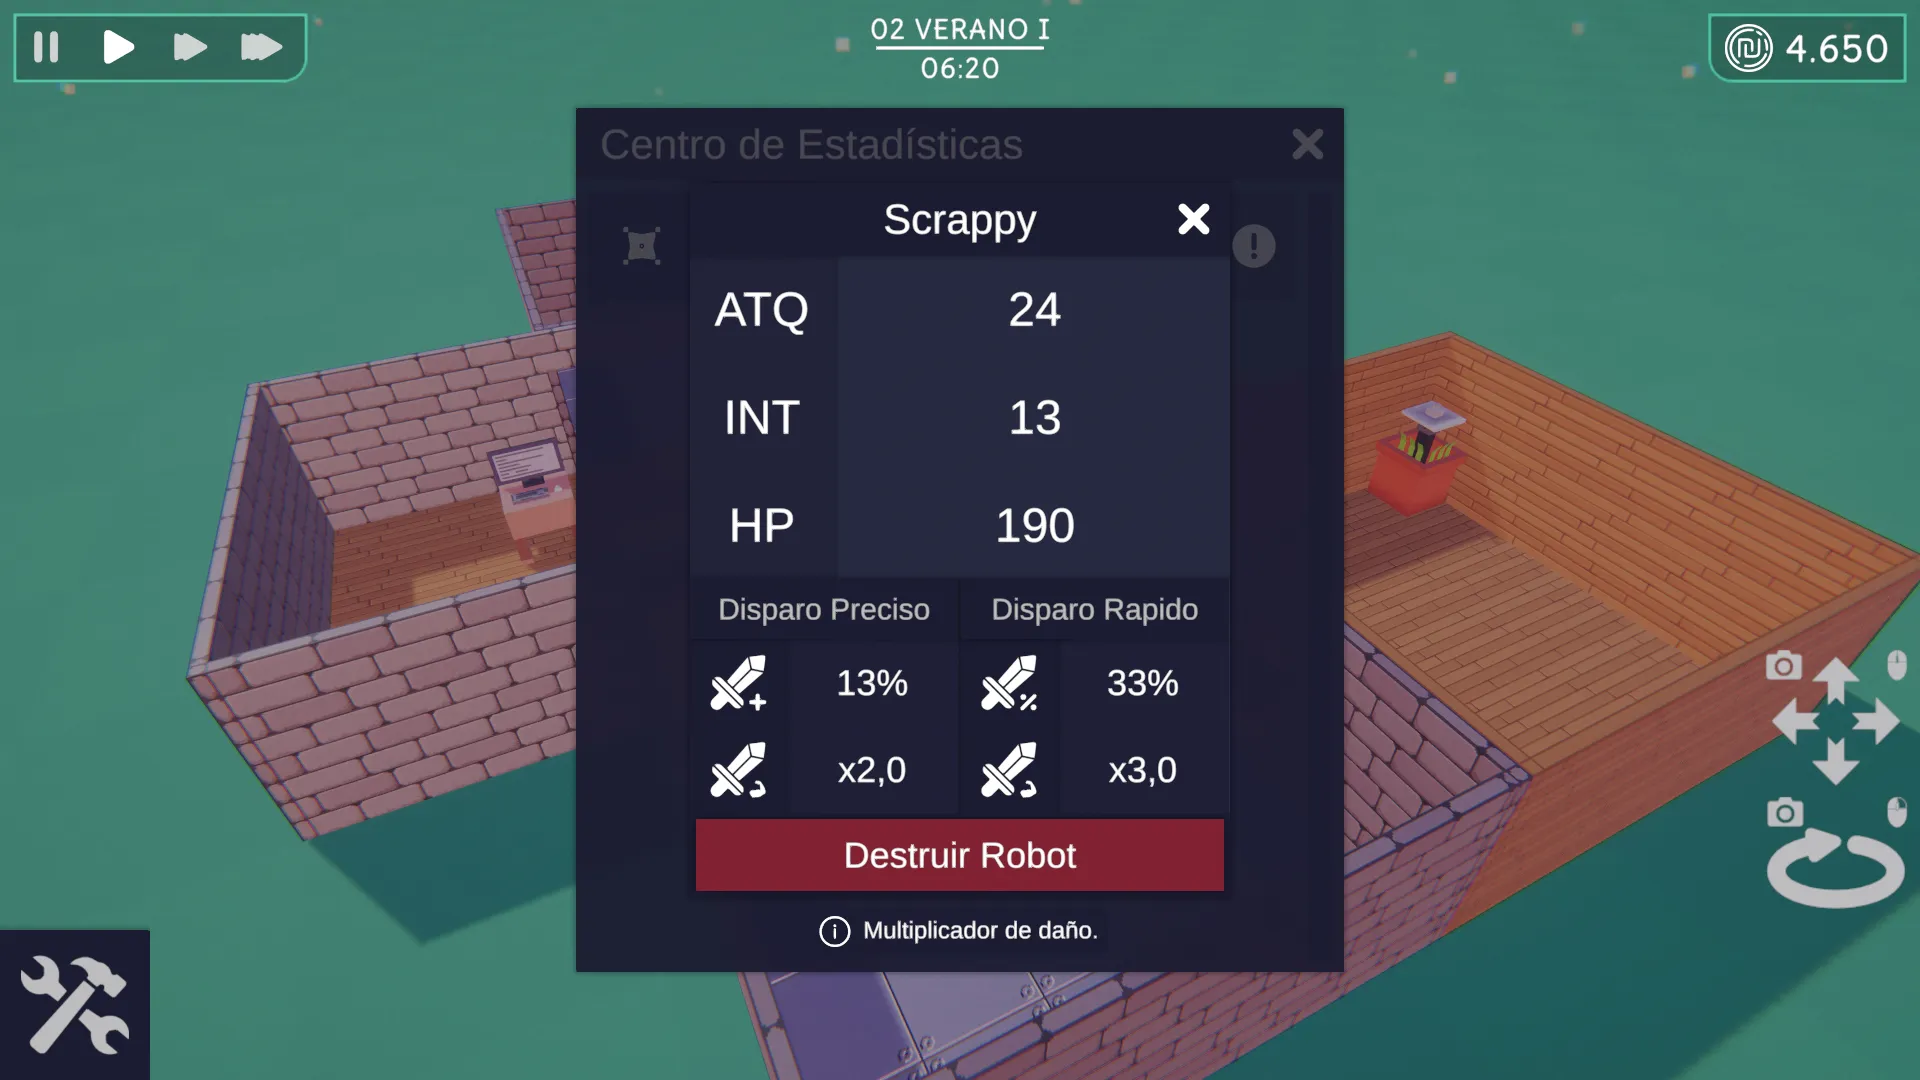 02 VERANO I
06:20
4.650
Centro de Estadísticas
Scrappy
ATQ 24
INT 13
HP 190
Disparo Preciso Disparo Rapido
13% 33%
x2,0 x3,0
Destruir Robot
Multiplicador de daño.